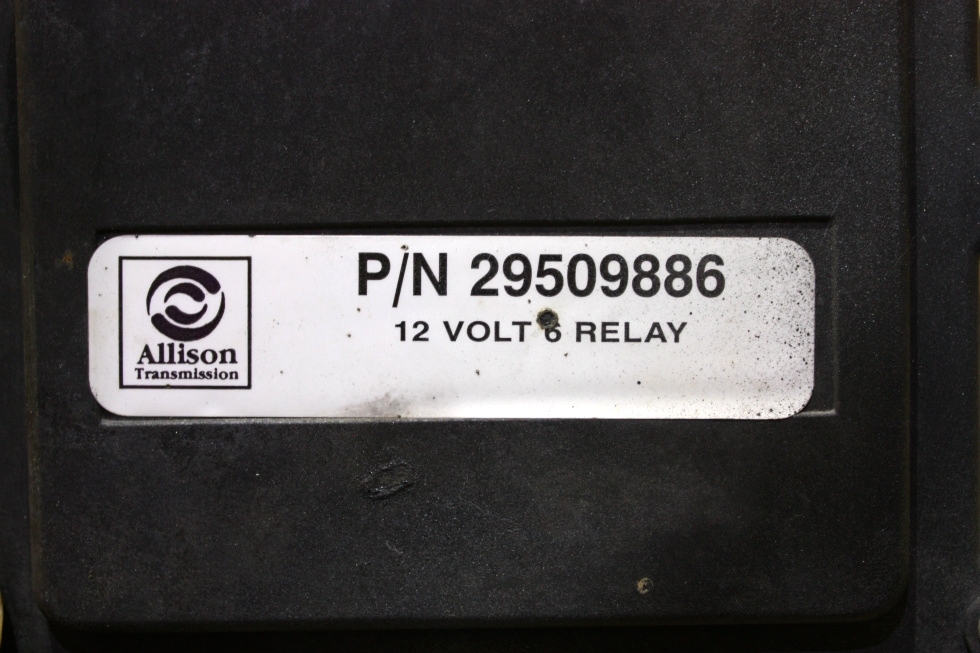 P/N 29509886
12 VOLT 6 RELAY
Allison
Transmission